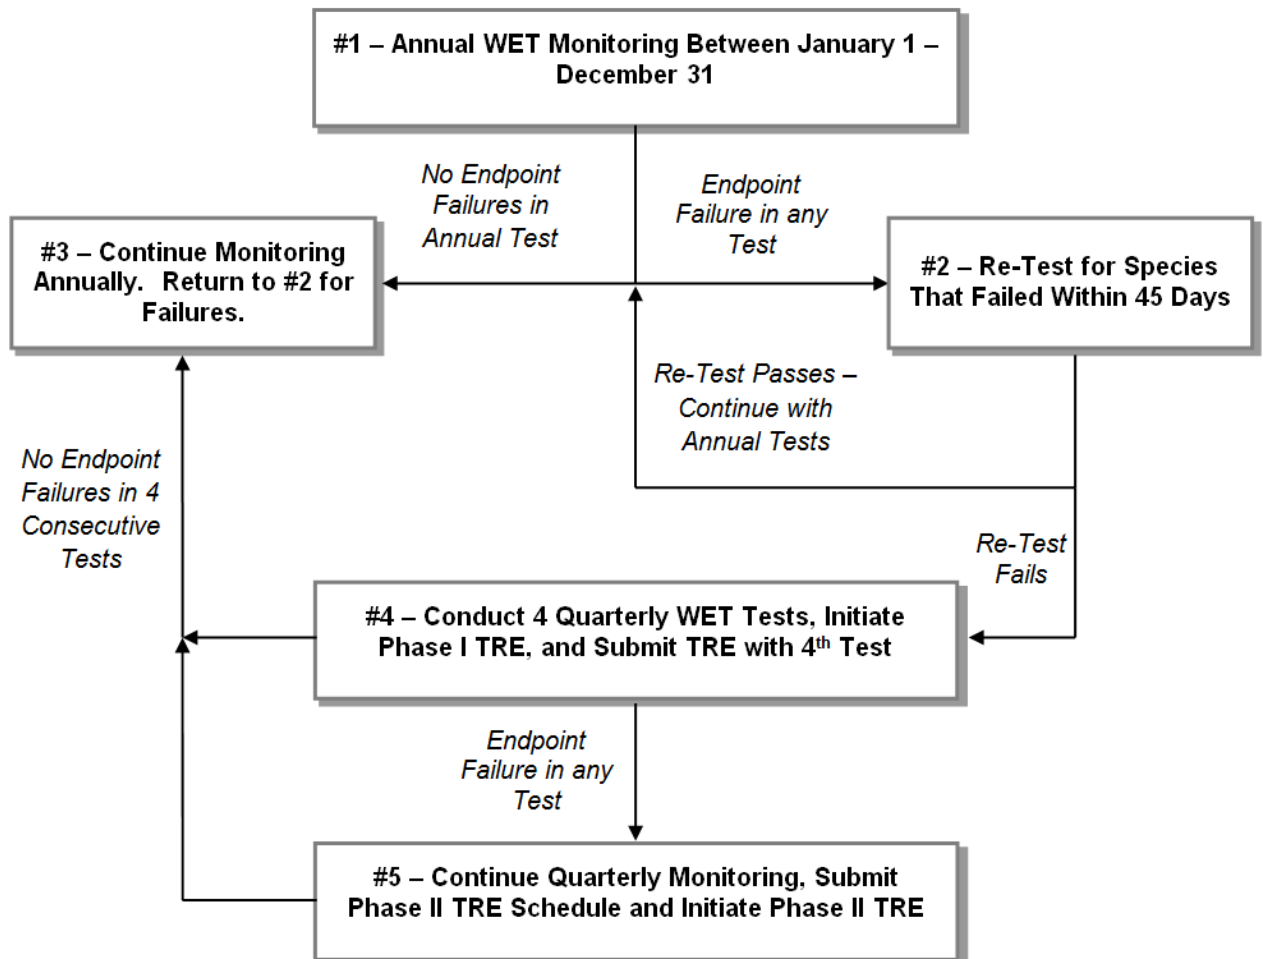 #1 – Annual WET Monitoring Between January 1 –
December 31
No Endpoint
Failures in
Annual Test
Endpoint
Failure in any
Test
#3 – Continue Monitoring
Annually.  Return to #2 for
Failures.
#2 – Re-Test for Species
That Failed Within 45 Days
Re-Test Passes –
Continue with
Annual Tests
No Endpoint
Failures in 4
Consecutive
Tests
Re-Test
Fails
#4 – Conduct 4 Quarterly WET Tests, Initiate
Phase I TRE, and Submit TRE with 4th Test
Endpoint
Failure in any
Test
#5 – Continue Quarterly Monitoring, Submit
Phase II TRE Schedule and Initiate Phase II TRE